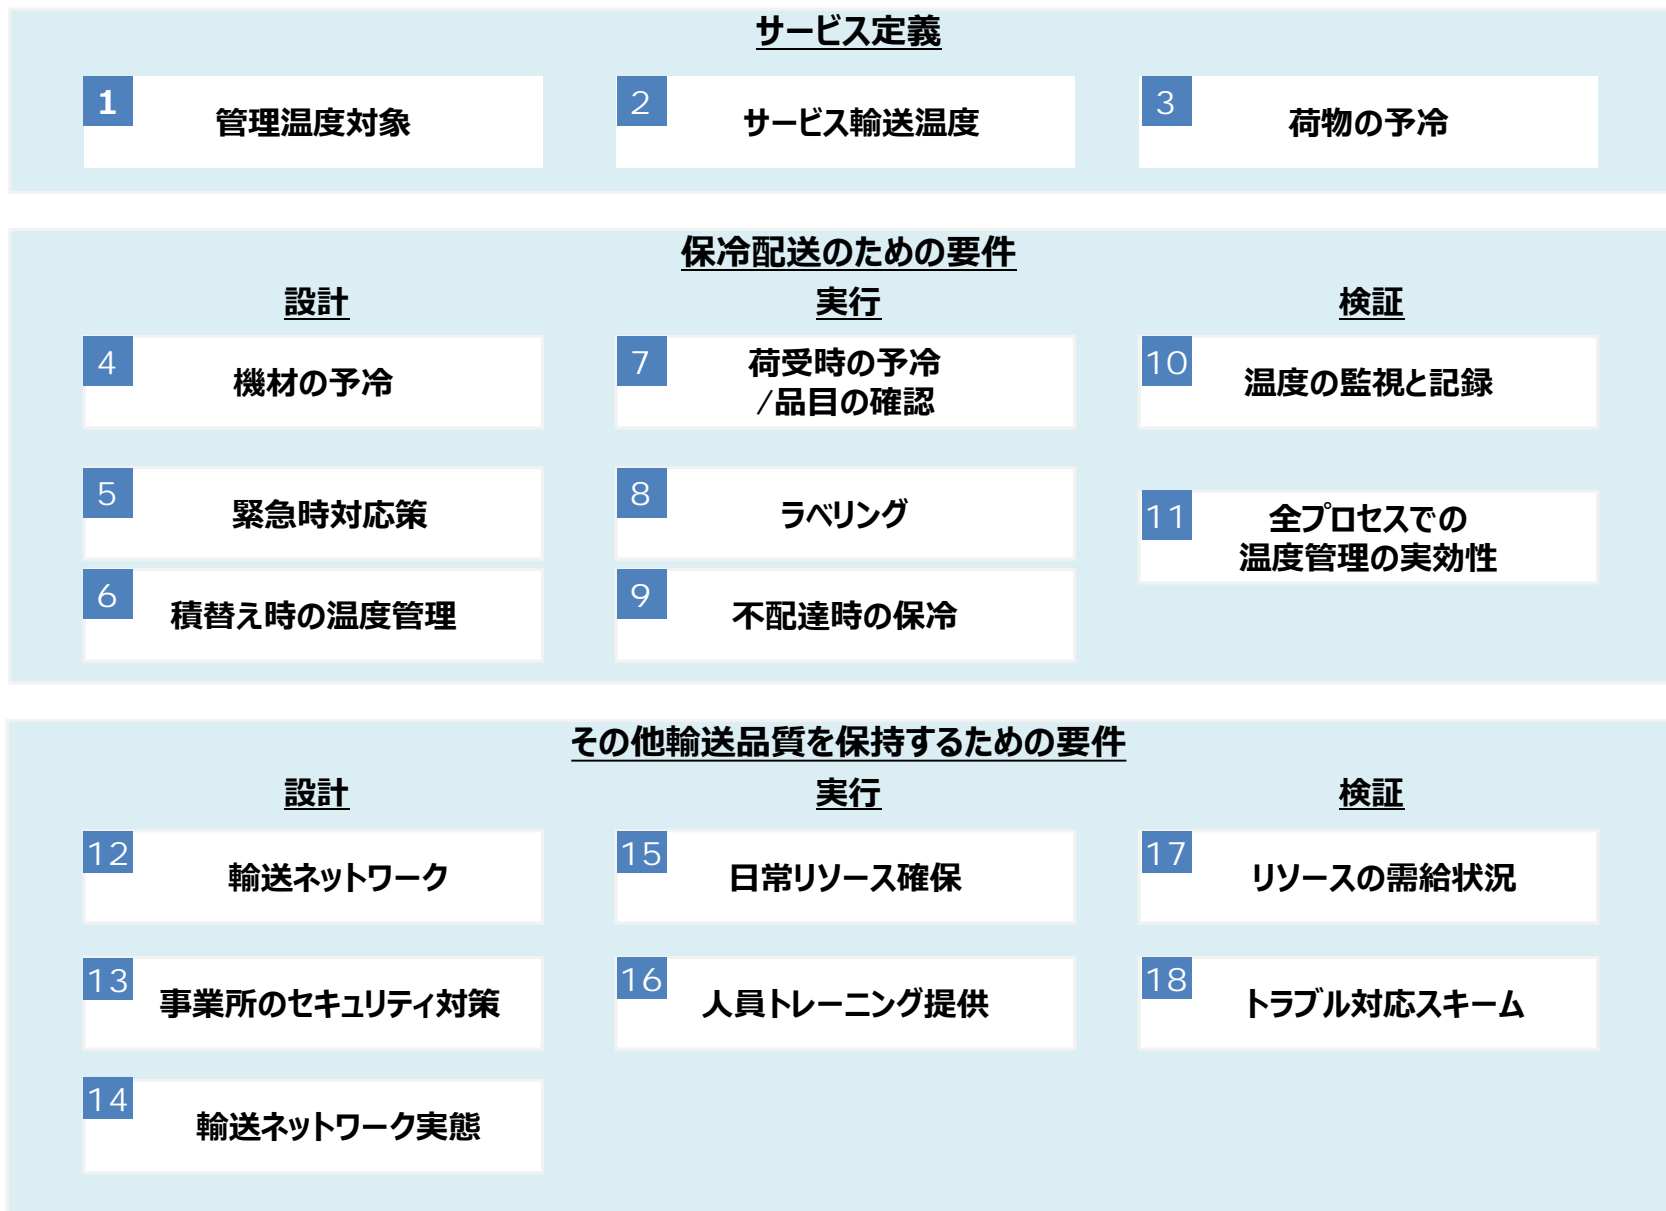 サービス定義
1
管理温度対象
2
サービス輸送温度
3
荷物の予冷
保冷配送のための要件
設計
実行
検証
4
機材の予冷
7
荷受時の予冷
/品目の確認
10
温度の監視と記録
5
緊急時対応策
8
ラベリング
11
全プロセスでの
温度管理の実効性
6
積替え時の温度管理
9
不配達時の保冷
その他輸送品質を保持するための要件
設計
実行
検証
12
輸送ネットワーク
15
日常リソース確保
17
リソースの需給状況
13
事業所のセキュリティ対策
16
人員トレーニング提供
18
トラブル対応スキーム
14
輸送ネットワーク実態